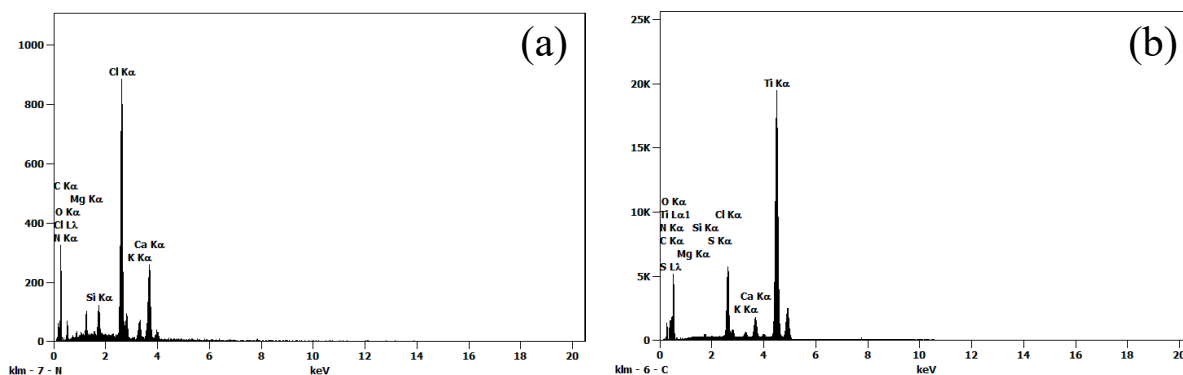 (a)
1000
800
600
400
200
0
Cl Kα
C Kα
Mg Kα
O Kα
Cl Lλ
N Kα
Ca Kα
K Kα
Si Kα
0 2 4 6 8 10 12 14 16 18 20
klm - 7 - N
keV
(b)
25K
20K
15K
10K
5K
0
Ti Kα
O Kα
Ti Lα1 Cl Kα
N Kα Si Kα
C Kα S Kα
Mg Kα
S Lλ
Ca Kα
K Kα
0 2 4 6 8 10 12 14 16 18 20
klm - 6 - C
keV